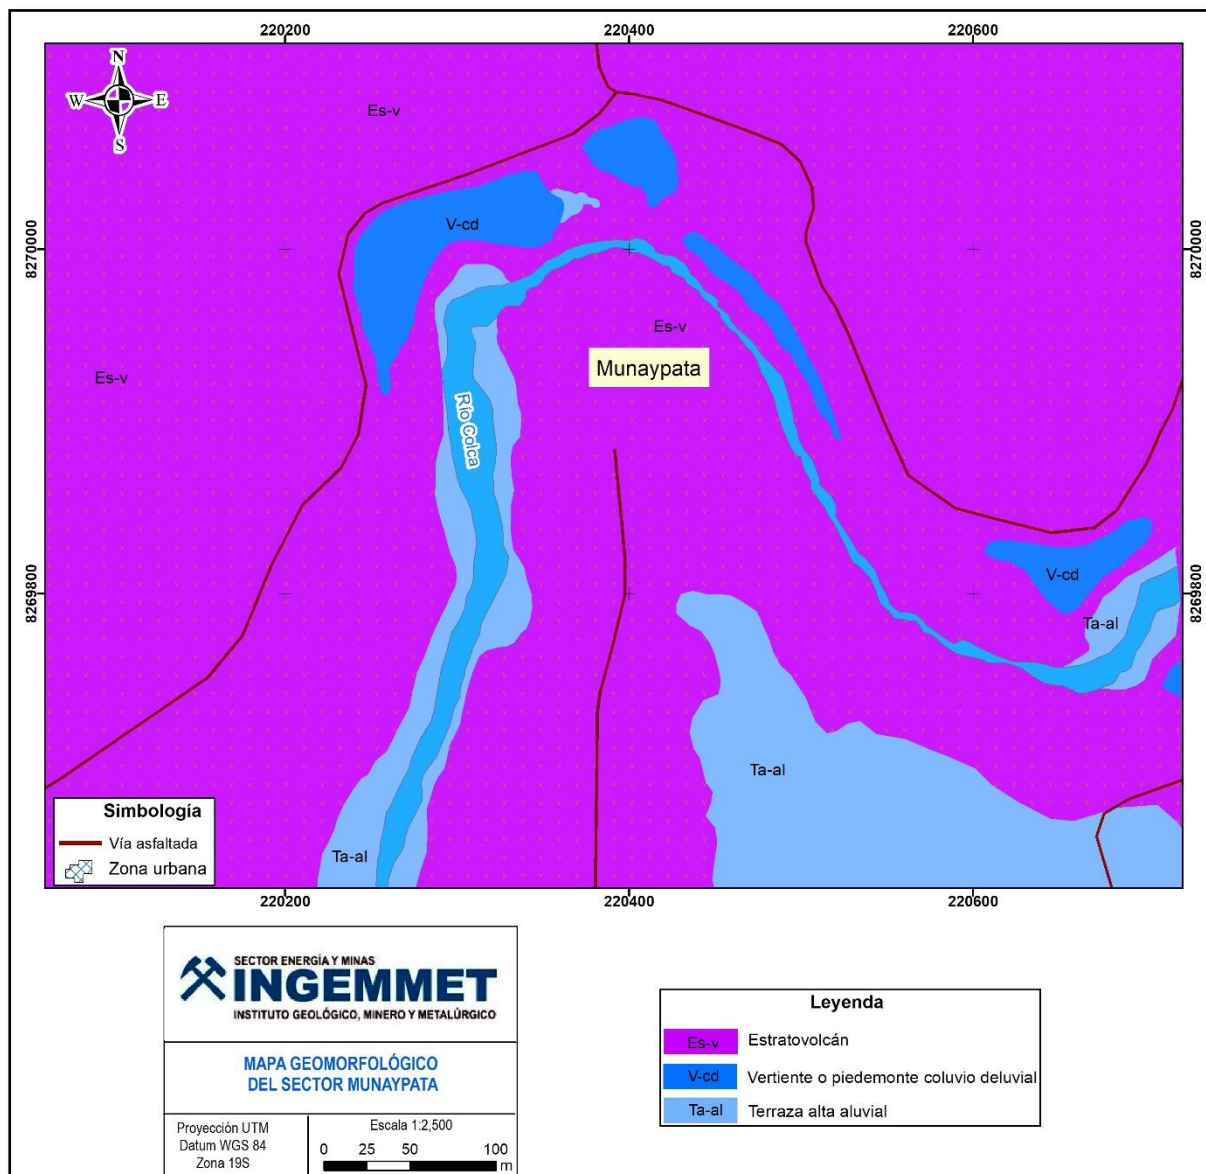 220200
220400
220600
N
W
E
S
Es-v
V-cd
8270000
8270000
Es-v
Munaypata
Es-v
Río Colca
V-cd
8269800
8269800
Ta-al
Ta-al
Simbología
Vía asfaltada
Zona urbana
Ta-al
220200
220400
220600
SECTOR ENERGÍA Y MINAS
INGEMMET
INSTITUTO GEOLÓGICO, MINERO Y METALÚRGICO
MAPA GEOMORFOLÓGICO
DEL SECTOR MUNAYPATA
Proyección UTM
Datum WGS 84
Zona 19S
Escala 1:2,500
0 25 50 100
m
Leyenda
Es-v Estratovolcán
V-cd Vertiente o piedemonte coluvio deluvial
Ta-al Terraza alta aluvial